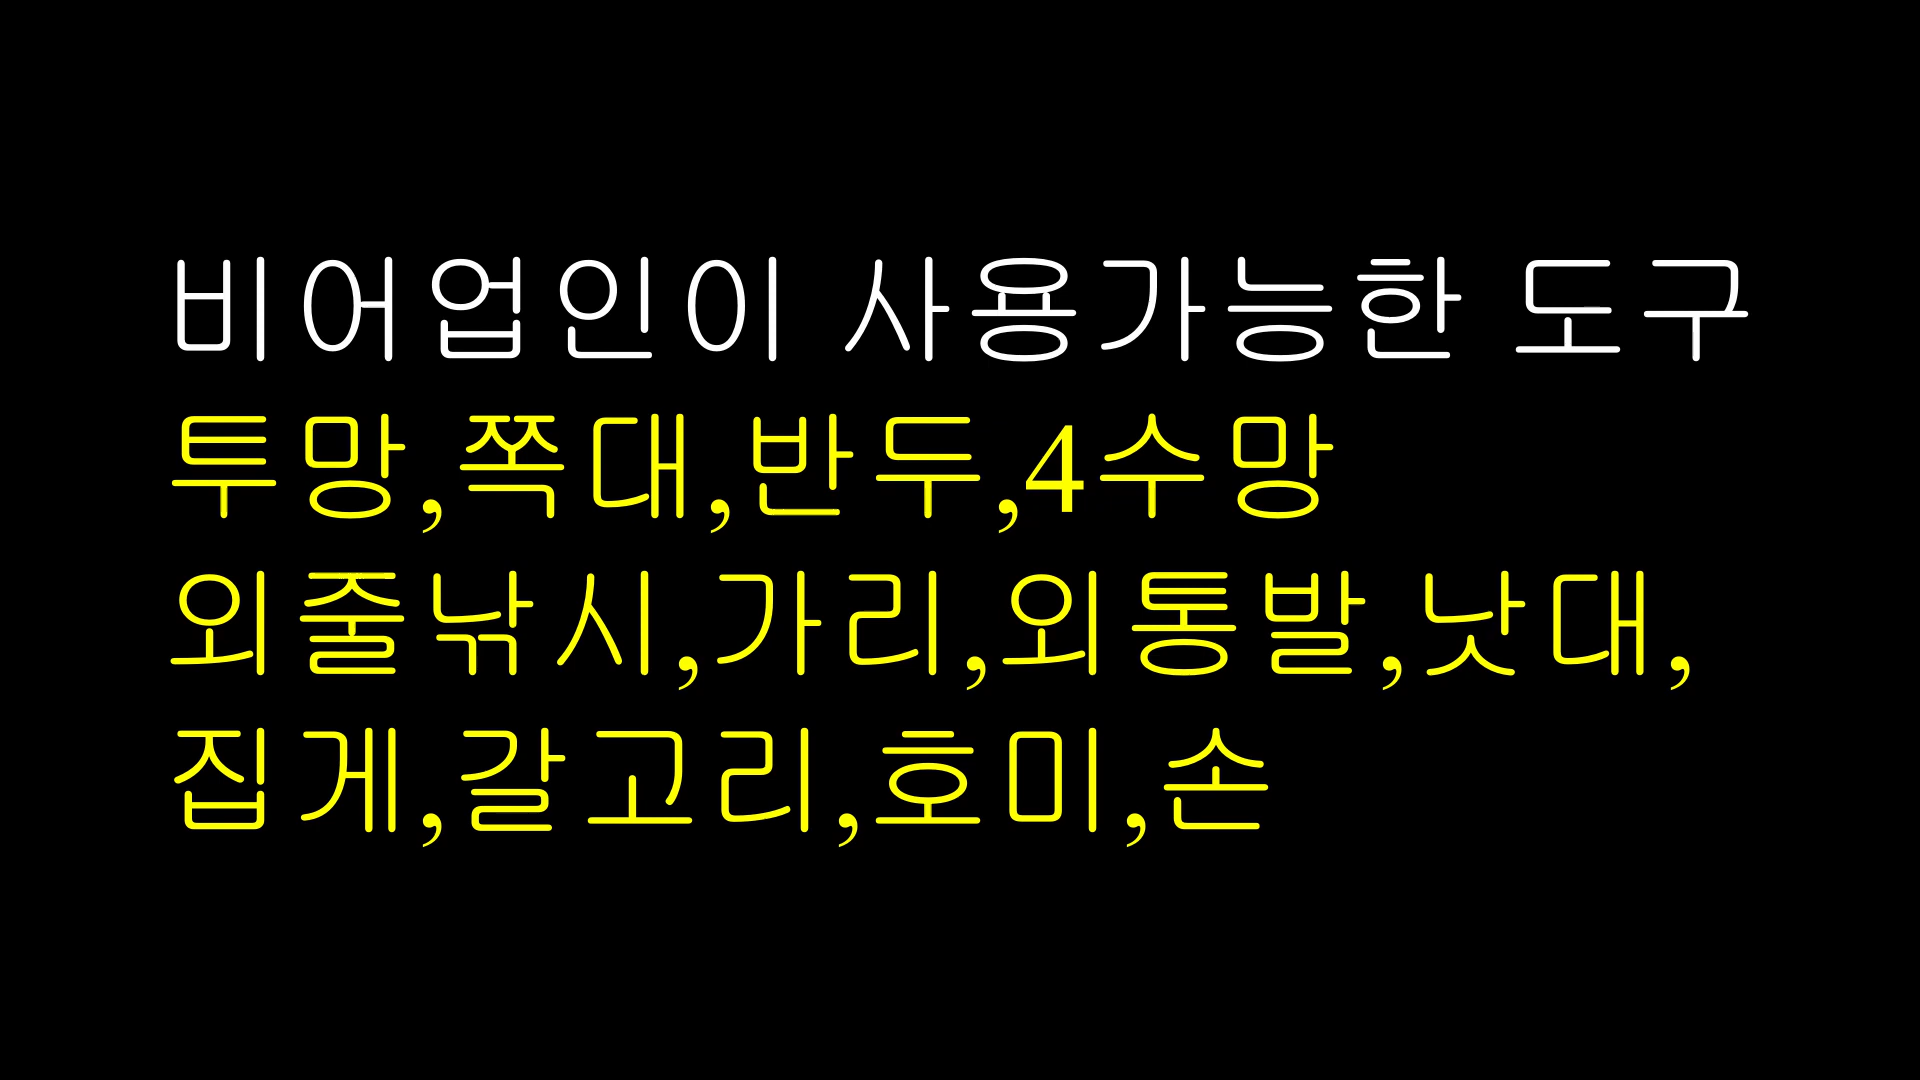 비어업인이 사용가능한 도구
투망,쪽대,반두,4수망
외줄낚시,가리,외통발,낫대,
집게,갈고리,호미,손